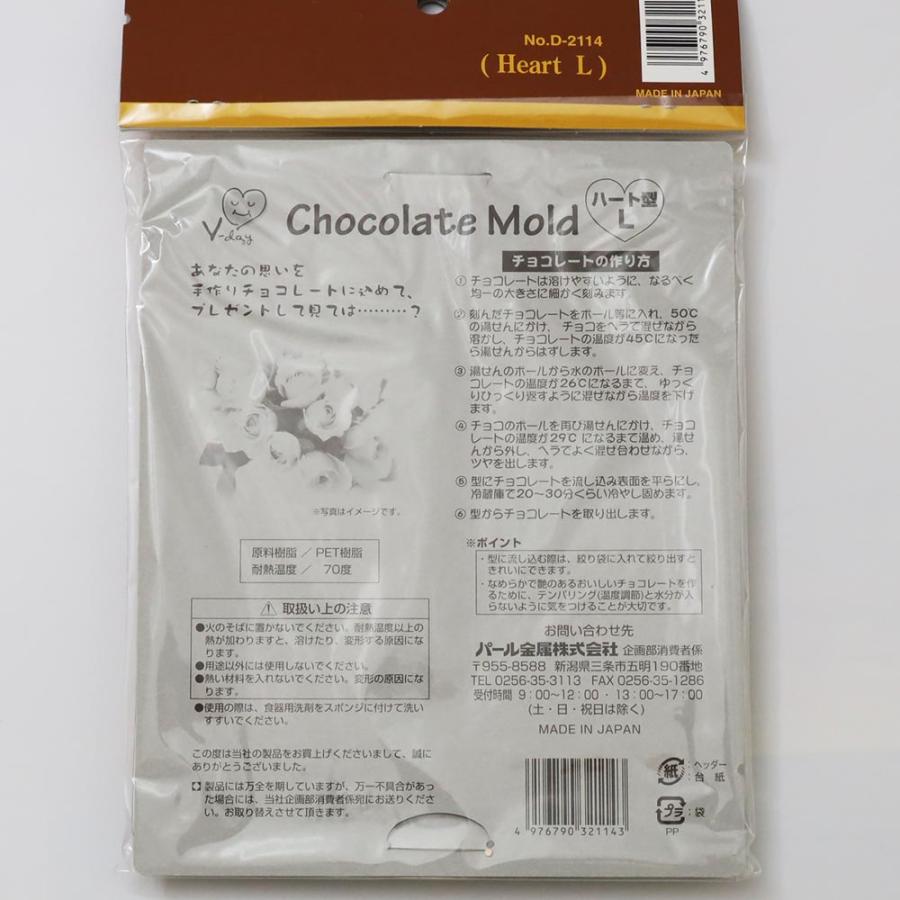 No.D-2114
(Heart L)
4 976790 3211
MADE IN JAPAN
V-day
Chocolate Mold
ハート型
L
あなたの思いを
手作りチョコレートに込めて、
プレゼントして見ては………?
チョコレートの作り方
① チョコレートは溶けやすいように、なるべく
均一の大きさに細かく刻みます。
② 刻んだチョコレートをボール等に入れ、50℃
の湯せんにかけ、チョコをヘラで混ぜながら
溶かし、チョコレートの温度が45℃になった
ら湯せんからはずします。
③ 湯せんのボールから水のボールに変え、チョ
コレートの温度が26℃になるまで、ゆっく
りひっくり返すように混ぜながら温度を下げ
ます。
④ チョコのボールを再び湯せんにかけ、チョコ
レートの温度が29℃になるまで温め、湯せ
んから外し、ヘラでよく混ぜ合わせながら、
ツヤを出します。
⑤ 型にチョコレートを流し込み表面を平らにし、
冷蔵庫で20〜30分くらい冷やし固めます。
⑥ 型からチョコレートを取り出します。
※写真はイメージです。
原料樹脂 / PET樹脂
耐熱温度 / 70度
※ポイント
・型に流し込む際は、絞り袋に入れて絞り出すと
きれいにできます。
・なめらかで艶のあるおいしいチョコレートを作
るために、テンパリング(温度調節)と水分が入
らないように気をつけることが大切です。
⚠ 取扱い上の注意
●火のそばに置かないでください。耐熱温度以上の
熱が加わりますと、溶けたり、変形する原因にな
ります。
●用途以外には使用しないでください。
●熱い材料を入れないでください。変形の原因にな
ります。
●使用の際は、食器用洗剤をスポンジに付けて洗い
すすいでください。
お問い合わせ先
パール金属株式会社 企画部消費者係
〒955-8588 新潟県三条市五明190番地
TEL 0256-35-3113 FAX 0256-35-1286
受付時間 9:00〜12:00・13:00〜17:00
(土・日・祝日は除く)
MADE IN JAPAN
この度は当社の製品をお買上げくださいまして、誠に
ありがとうございました。
製品には万全を期していますが、万一不具合があっ
た場合には、当社企画部消費者係宛にお送りくださ
い。お取り替えさせて頂きます。
4 976790 321143
紙
:ヘッダー
:台 紙
プラ
:袋
PP